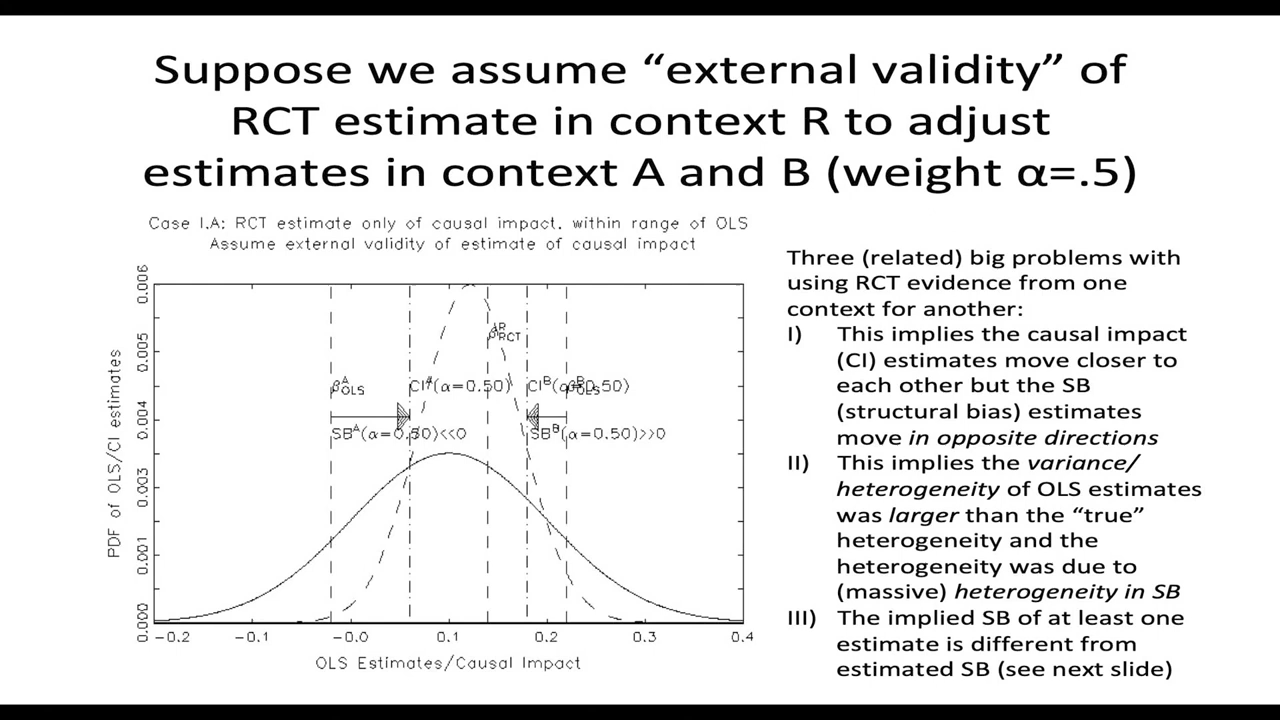 Suppose we assume “external validity” of
RCT estimate in context R to adjust
estimates in context A and B (weight α=.5)
Case I.A: RCT estimate only of causal impact. within range of OLS
Assume external validity of estimate of causal impact
PDF of OLS/CI estimates
0.000
0.001
0.002
0.003
0.004
0.005
0.006
βᴿRCT
βᴬOLS
CIᴬ(α=0.50)
CIᴮ(α=0.50)
βᴮOLS
SBᴬ(α=0.50)<<0
SBᴮ(α=0.50)>>0
−0.2
−0.1
−0.0
0.1
0.2
0.3
0.4
OLS Estimates/Causal Impact
Three (related) big problems with
using RCT evidence from one
context for another:
I) This implies the causal impact
(CI) estimates move closer to
each other but the SB
(structural bias) estimates
move in opposite directions
II) This implies the variance/
heterogeneity of OLS estimates
was larger than the “true”
heterogeneity and the
heterogeneity was due to
(massive) heterogeneity in SB
III) The implied SB of at least one
estimate is different from
estimated SB (see next slide)